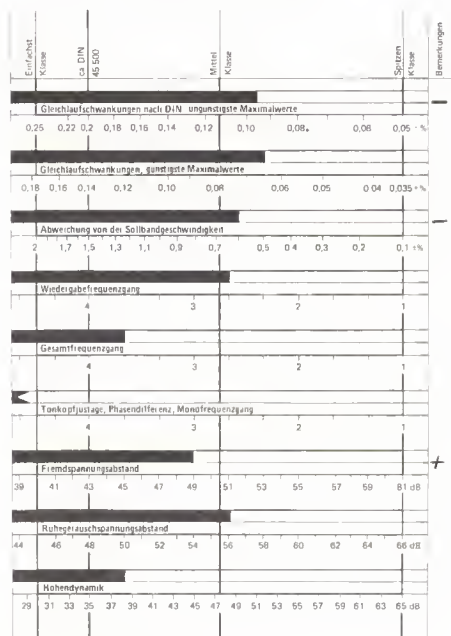 Einfachst
Klasse
ca DIN
45 500
Mittel
Klasse
Spitzen
Klasse
Bemerkungen
Gleichlaufschwankungen nach DIN ungünstigste Maximalwerte
–
0,25 0,22 0,2 0,18 0,16 0,14 0,12 0,10 0,08 0,06 0,05 ±%
Gleichlaufschwankungen, günstigste Maximalwerte
0,18 0,16 0,14 0,12 0,10 0,08 0,06 0,05 0,04 0,035 ±%
Abweichung von der Sollbandgeschwindigkeit
–
2 1,7 1,5 1,3 1,1 0,9 0,7 0,5 0,4 0,3 0,2 0,1 ±%
Wiedergabefrequenzgang
4 3 2 1
Gesamtfrequenzgang
4 3 2 1
Tonkopfjustage, Phasendifferenz, Monofrequenzgang
4 3 2 1
Fremdspannungsabstand
+
39 41 43 45 47 49 51 53 55 57 59 61 dB
Ruhegeräuschspannungsabstand
44 46 48 50 52 54 56 58 60 62 64 66 dB
Höhendynamik
29 31 33 35 37 39 41 43 45 47 49 51 53 55 57 59 61 63 65 dB